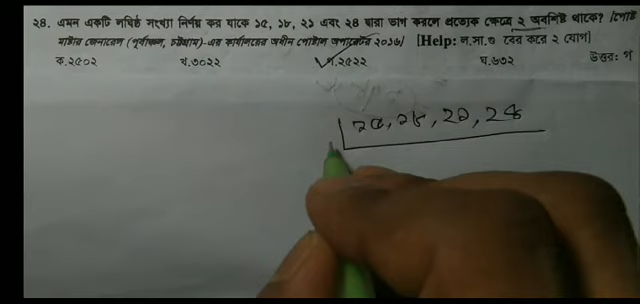 ২৪. এমন একটি লঘিষ্ঠ সংখ্যা নির্ণয় কর যাকে ১৫, ১৮, ২১ এবং ২৪ দ্বারা ভাগ করলে প্রত্যেক ক্ষেত্রে ২ অবশিষ্ট থাকে? [পোষ্ট
মাষ্টার জেনারেল (পূর্বাঞ্চল, চট্টগ্রাম)-এর কার্যালয়ের অধীন পোষ্টাল অপারেটর ২০১৬] [Help: ল.সা.গু বের করে ২ যোগ]
ক.২৫০২ খ.৩০২২ গ.২৫২২ ঘ.৬৩২ উত্তর: গ
১৫, ১৮, ২১, ২৪